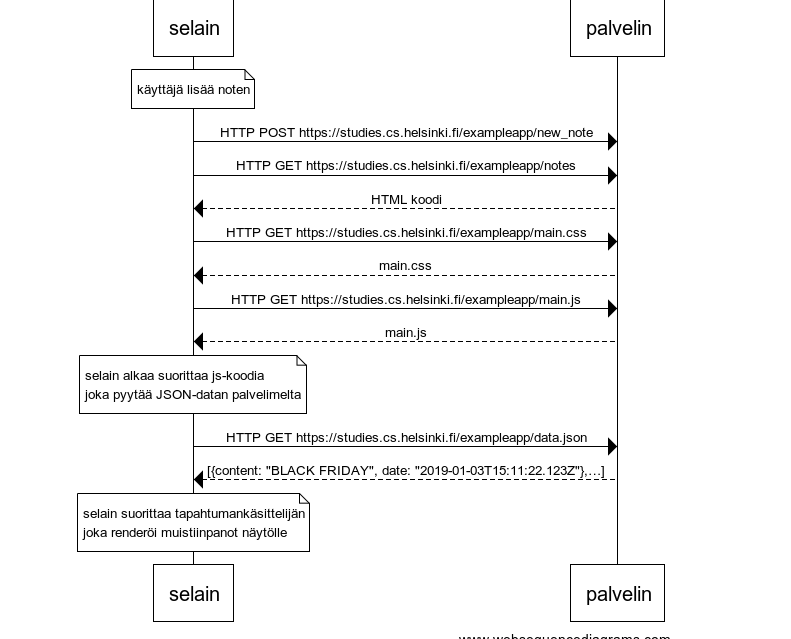 selain palvelin
käyttäjä lisää noten
HTTP POST https://studies.cs.helsinki.fi/exampleapp/new_note
HTTP GET https://studies.cs.helsinki.fi/exampleapp/notes
HTML koodi
HTTP GET https://studies.cs.helsinki.fi/exampleapp/main.css
main.css
HTTP GET https://studies.cs.helsinki.fi/exampleapp/main.js
main.js
selain alkaa suorittaa js-koodia
joka pyytää JSON-datan palvelimelta
HTTP GET https://studies.cs.helsinki.fi/exampleapp/data.json
[{content: "BLACK FRIDAY", date: "2019-01-03T15:11:22.123Z"},...]
selain suorittaa tapahtumankäsittelijän
joka renderöi muistiinpanot näytölle
selain palvelin
www.websequencediagrams.com